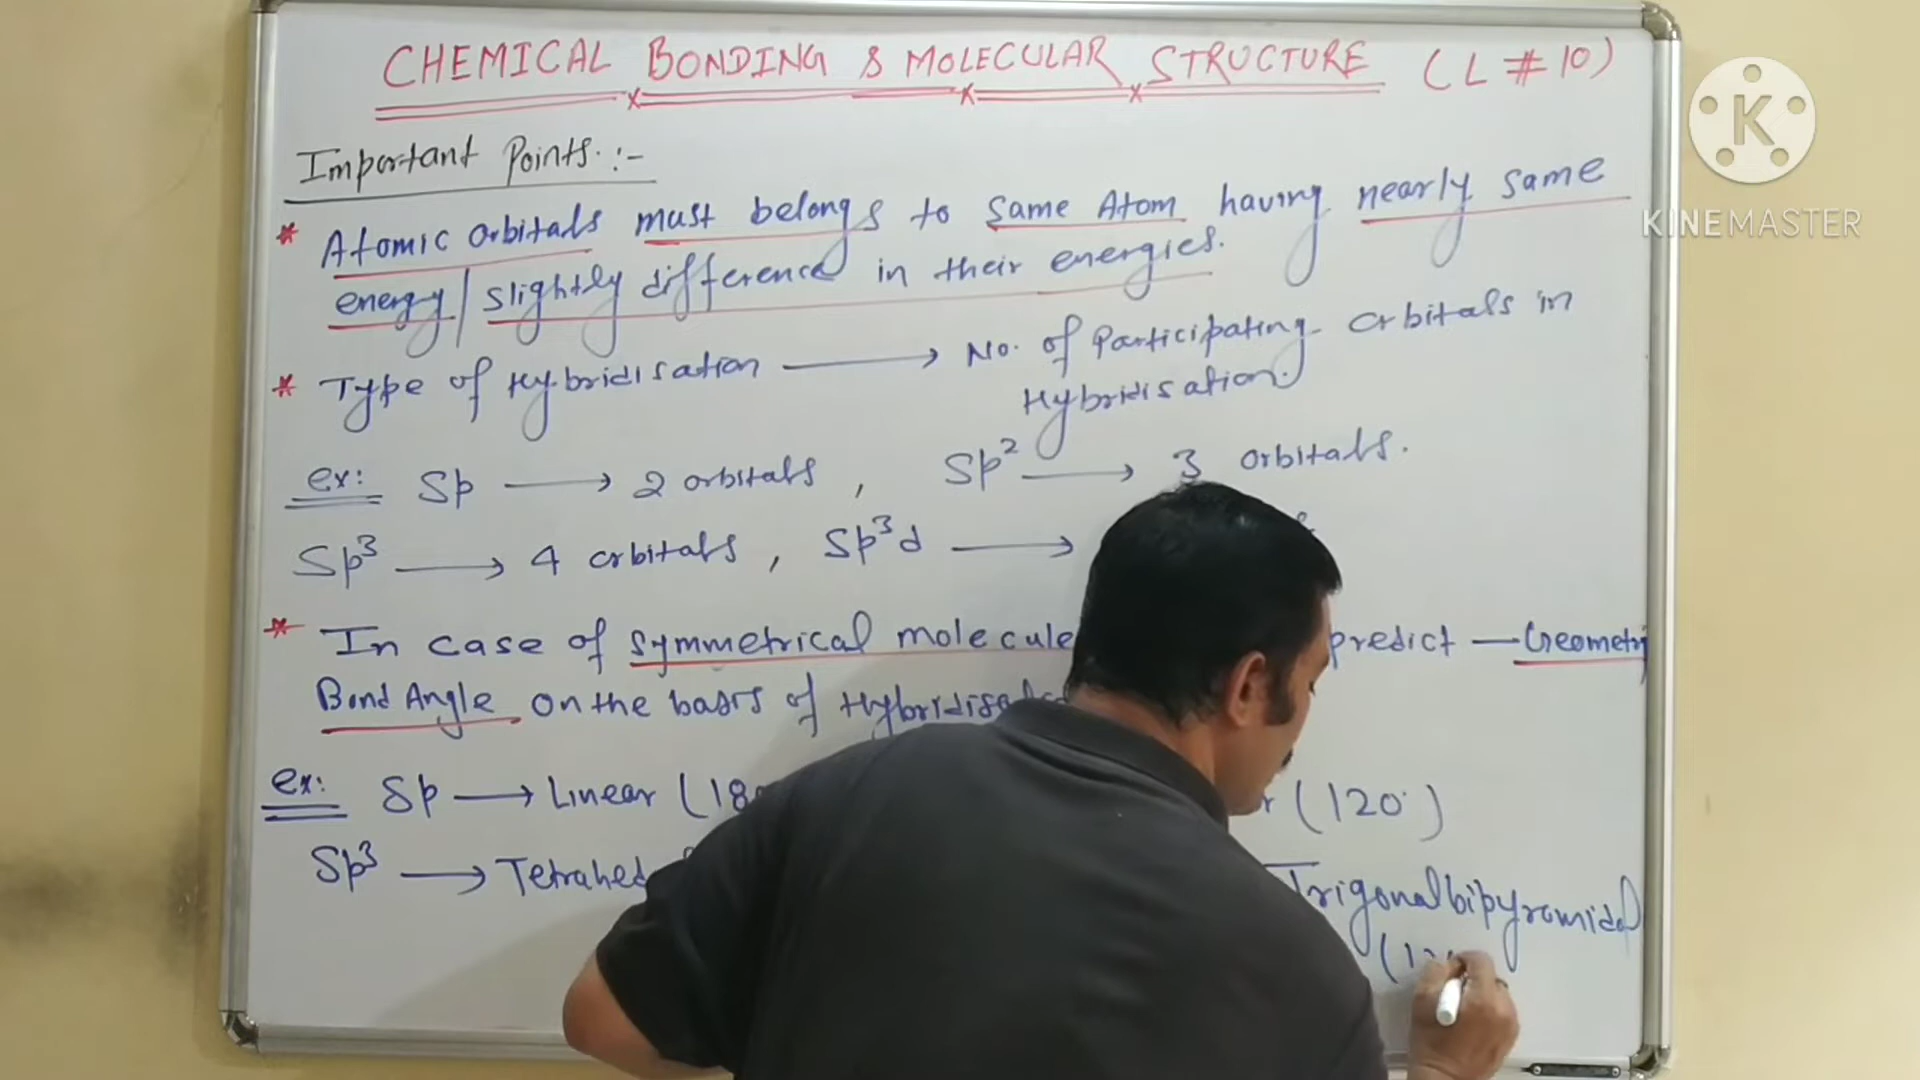 CHEMICAL BONDING & MOLECULAR STRUCTURE (L # 10)
K
KINEMASTER
Important Points :-
* Atomic orbitals must belongs to same Atom having nearly same
energy / slightly difference in their energies.
* Type of Hybridisation ⟶ No. of Participating orbitals in
Hybridisation.
ex: Sp ⟶ 2 orbitals , Sp² ⟶ 3 orbitals.
Sp³ ⟶ 4 orbitals , Sp³d ⟶
* In case of symmetrical molecule predict — Geometry
Bond Angle on the basis of
ex: Sp ⟶ Linear (18 (120°)
Sp³ ⟶ Tetrahed Trigonal bipyramidal
(12